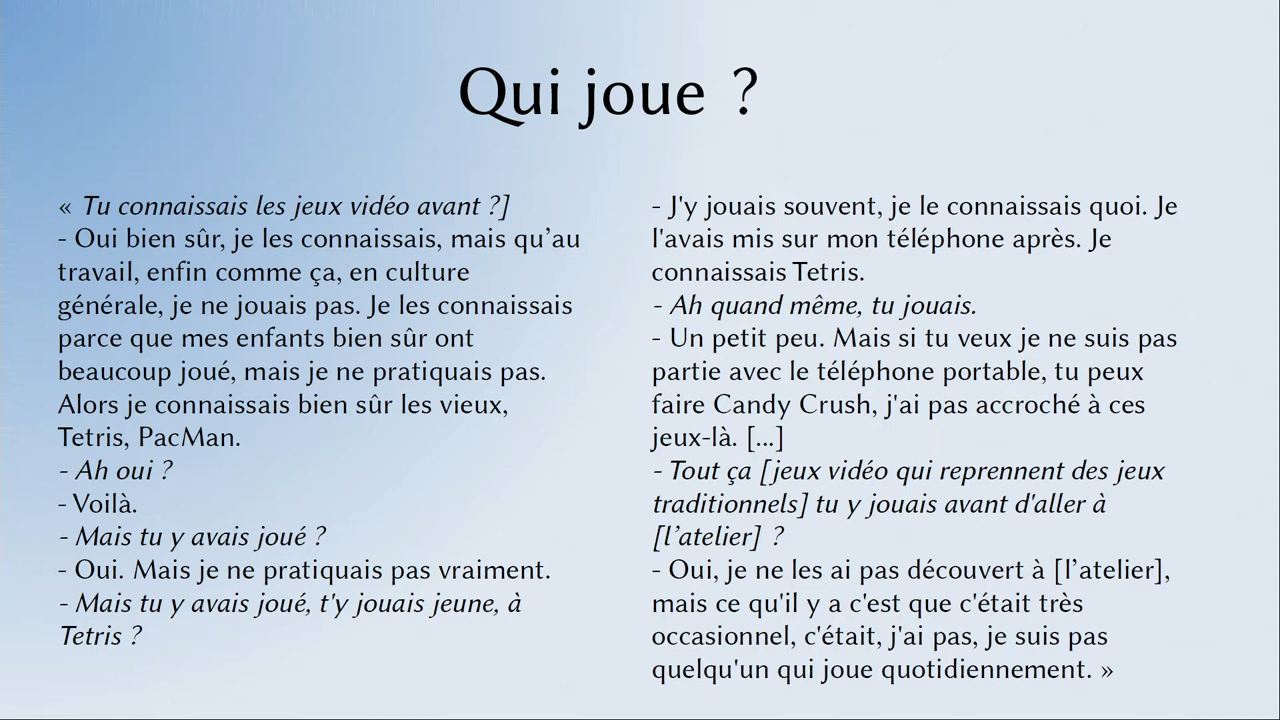 Qui joue ?
« Tu connaissais les jeux vidéo avant ?]
- Oui bien sûr, je les connaissais, mais qu’au
travail, enfin comme ça, en culture
générale, je ne jouais pas. Je les connaissais
parce que mes enfants bien sûr ont
beaucoup joué, mais je ne pratiquais pas.
Alors je connaissais bien sûr les vieux,
Tetris, PacMan.
- Ah oui ?
- Voilà.
- Mais tu y avais joué ?
- Oui. Mais je ne pratiquais pas vraiment.
- Mais tu y avais joué, t'y jouais jeune, à
Tetris ?
- J'y jouais souvent, je le connaissais quoi. Je
l'avais mis sur mon téléphone après. Je
connaissais Tetris.
- Ah quand même, tu jouais.
- Un petit peu. Mais si tu veux je ne suis pas
partie avec le téléphone portable, tu peux
faire Candy Crush, j'ai pas accroché à ces
jeux-là. [...]
- Tout ça [jeux vidéo qui reprennent des jeux
traditionnels] tu y jouais avant d'aller à
[l’atelier] ?
- Oui, je ne les ai pas découvert à [l’atelier],
mais ce qu'il y a c'est que c'était très
occasionnel, c'était, j'ai pas, je suis pas
quelqu'un qui joue quotidiennement. »